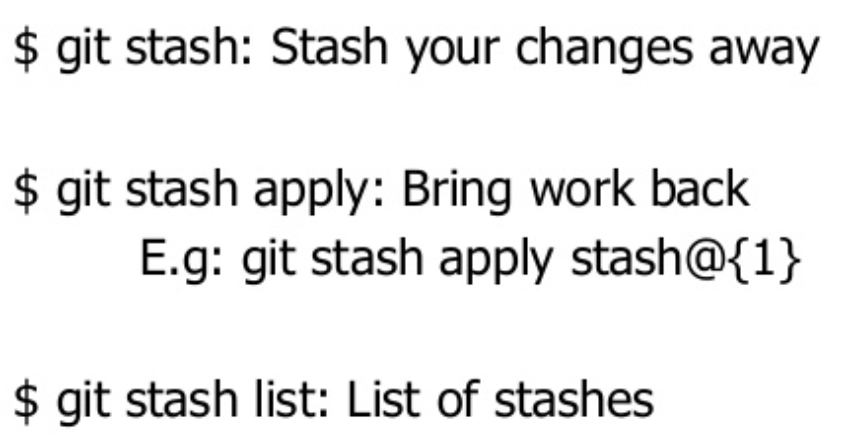 $ git stash: Stash your changes away
$ git stash apply: Bring work back
E.g: git stash apply stash@{1}
$ git stash list: List of stashes